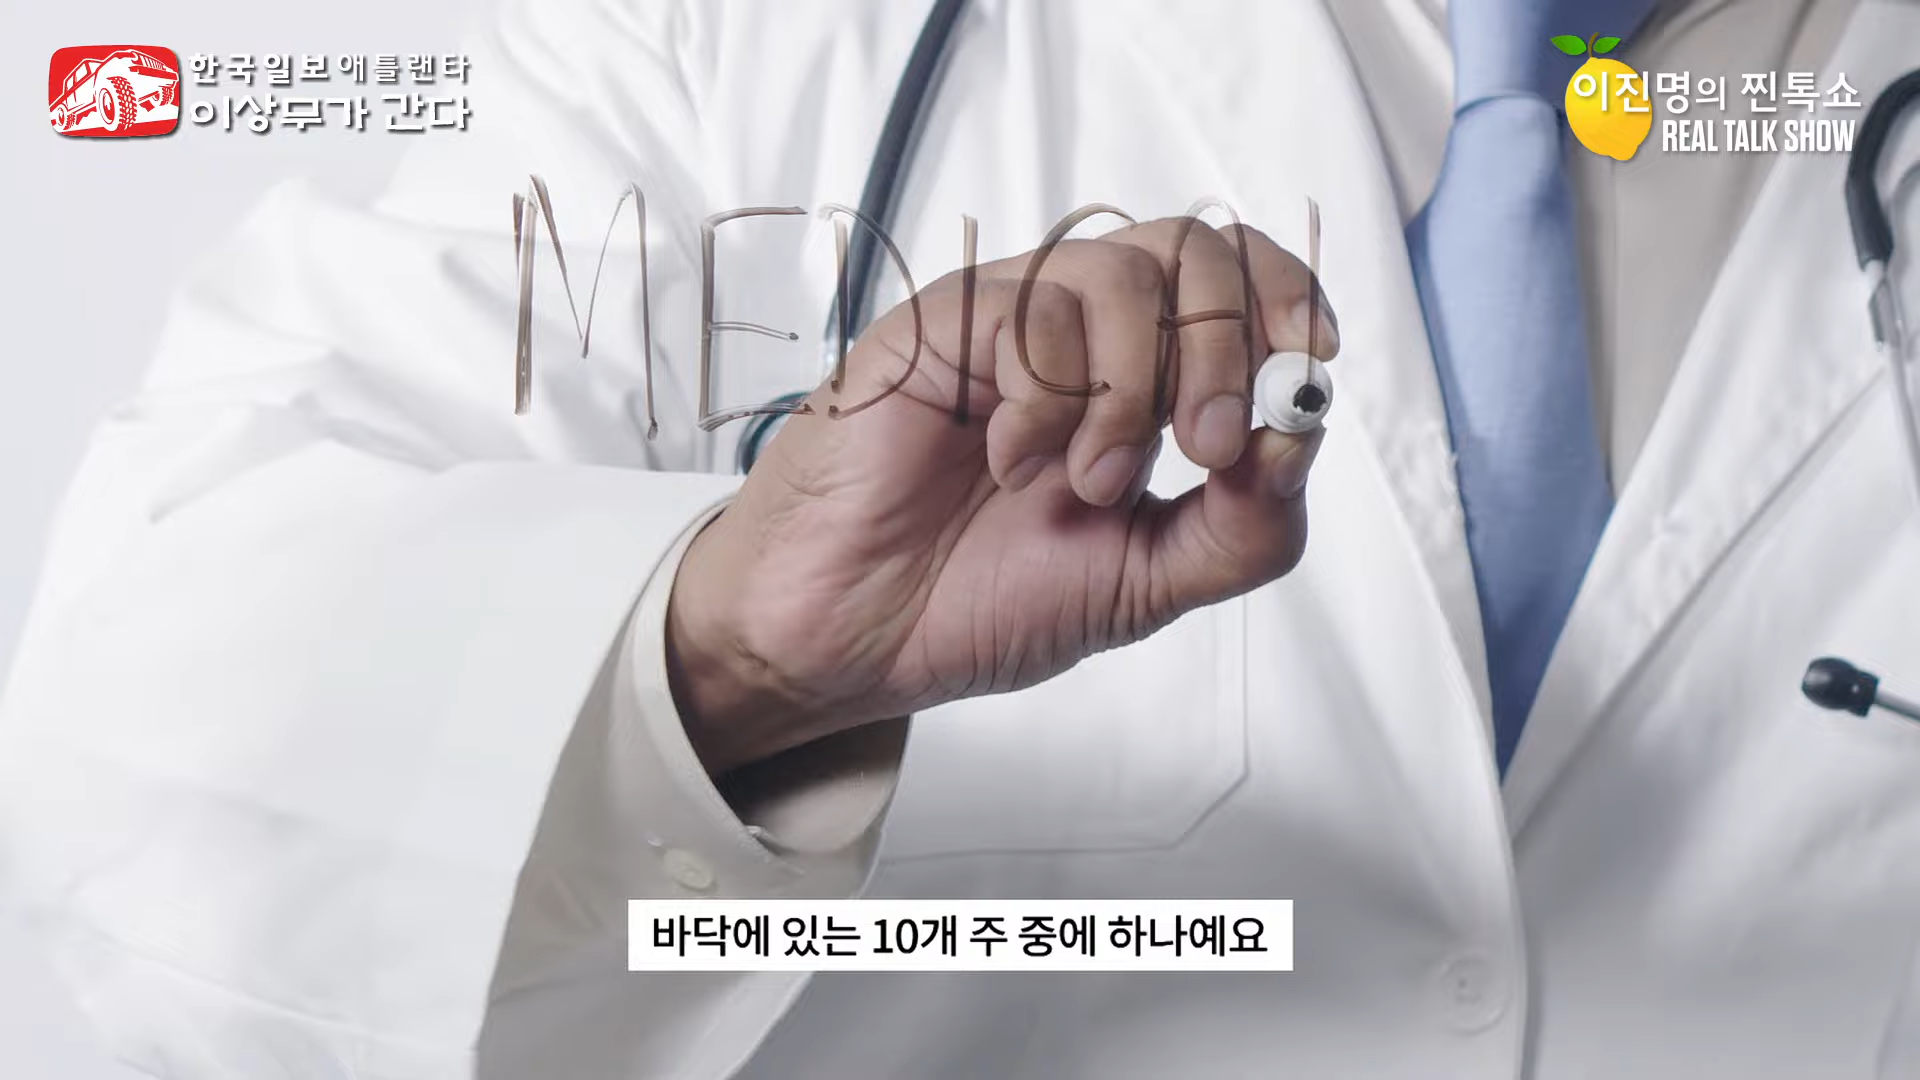 한국일보애틀랜타
이상무가 간다
이진명의 찐톡쇼
REAL TALK SHOW
MEDICAl
바닥에 있는 10개 주 중에 하나예요